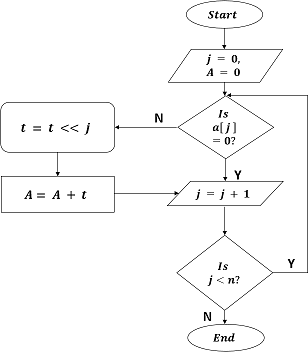 Start
j = 0,
A = 0
Is
a[j]
= 0?
N
Y
t = t << j
A = A + t
j = j + 1
Is
j < n?
Y
N
End